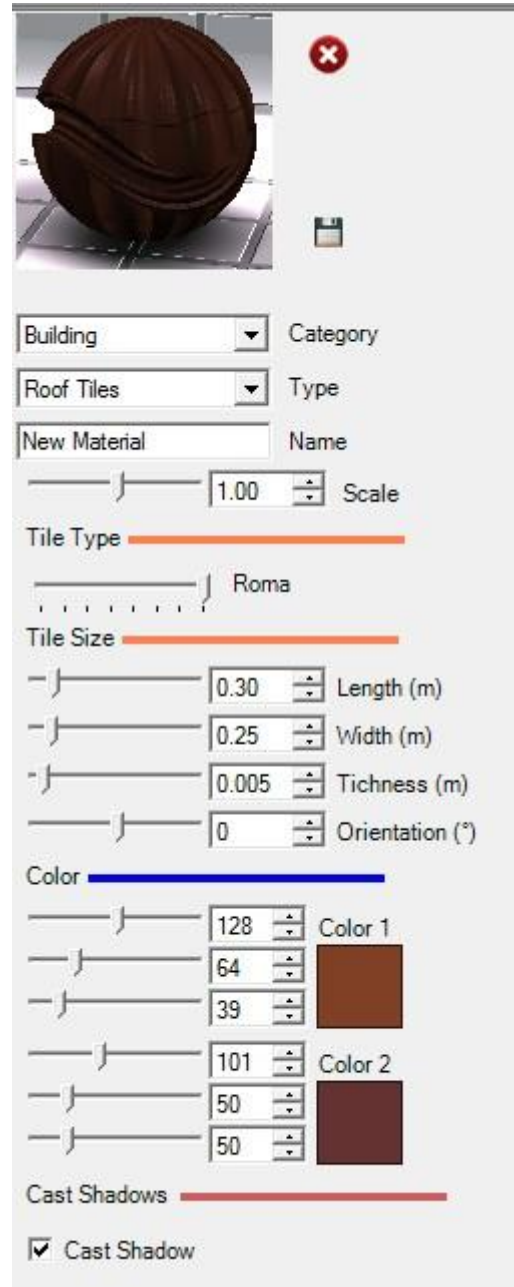 Building Category
Roof Tiles Type
New Material Name
1.00 Scale
Tile Type
Roma
Tile Size
0.30 Length (m)
0.25 Width (m)
0.005 Tichness (m)
0 Orientation (°)
Color
128 Color 1
64
39
101 Color 2
50
50
Cast Shadows
Cast Shadow